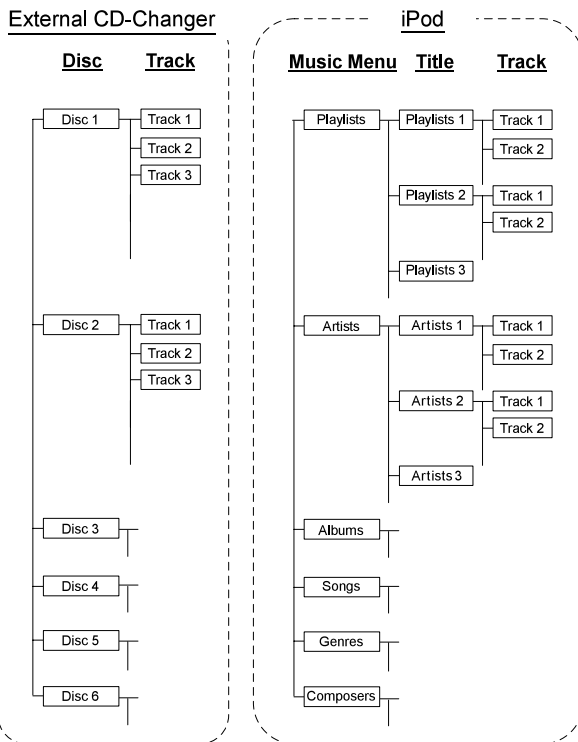 External CD-Changer
Disc Track
Disc 1 Track 1
Track 2
Track 3
Disc 2 Track 1
Track 2
Track 3
Disc 3
Disc 4
Disc 5
Disc 6
iPod
Music Menu Title Track
Playlists Playlists 1 Track 1
Track 2
Playlists 2 Track 1
Track 2
Playlists 3
Artists Artists 1 Track 1
Track 2
Artists 2 Track 1
Track 2
Artists 3
Albums
Songs
Genres
Composers